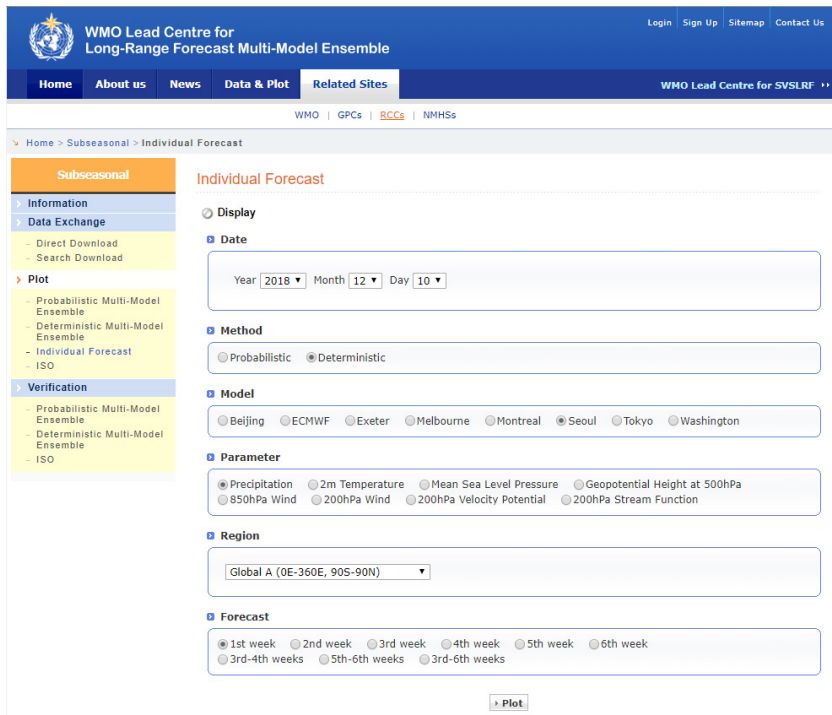 Login Sign Up Sitemap Contact Us
WMO Lead Centre for
Long-Range Forecast Multi-Model Ensemble
Home About us News Data & Plot Related Sites WMO Lead Centre for SVSLRF
WMO | GPCs | RCCs | NMHSs
Home > Subseasonal > Individual Forecast
Subseasonal
Information
Data Exchange
- Direct Download
- Search Download
Plot
- Probabilistic Multi-Model
Ensemble
- Deterministic Multi-Model
Ensemble
- Individual Forecast
- ISO
Verification
- Probabilistic Multi-Model
Ensemble
- Deterministic Multi-Model
Ensemble
- ISO
Individual Forecast
Display
Date
Year 2018 Month 12 Day 10
Method
Probabilistic Deterministic
Model
Beijing ECMWF Exeter Melbourne Montreal Seoul Tokyo Washington
Parameter
Precipitation 2m Temperature Mean Sea Level Pressure Geopotential Height at 500hPa
850hPa Wind 200hPa Wind 200hPa Velocity Potential 200hPa Stream Function
Region
Global A (0E-360E, 90S-90N)
Forecast
1st week 2nd week 3rd week 4th week 5th week 6th week
3rd-4th weeks 5th-6th weeks 3rd-6th weeks
Plot